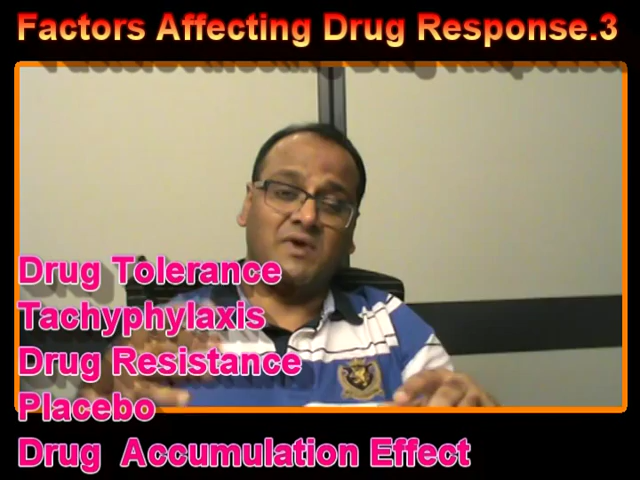 Factors Affecting Drug Response.3
Drug Tolerance
Tachyphylaxis
Drug Resistance
Placebo
Drug Accumulation Effect